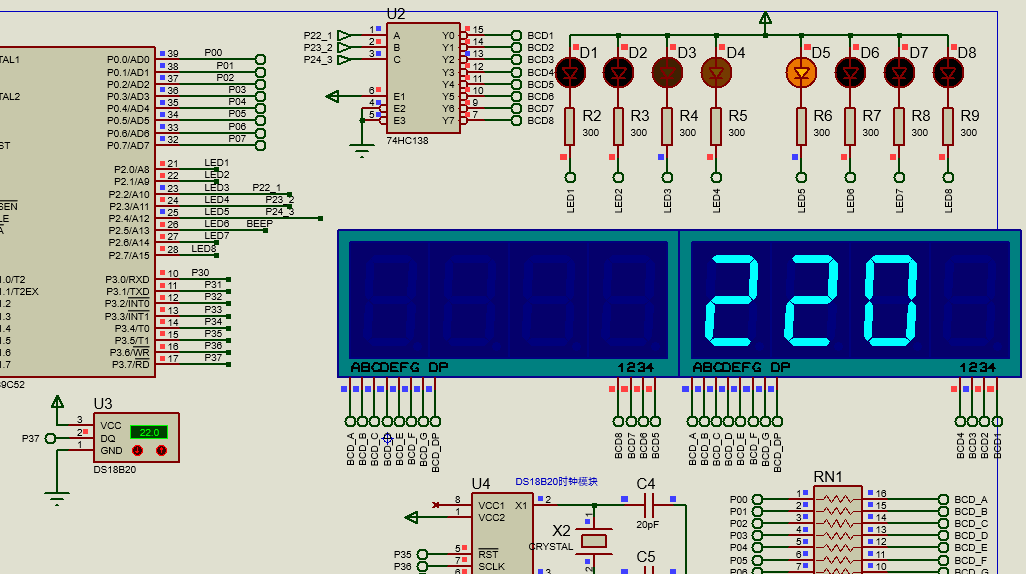 U2
P22_1 1 A Y0 15 BCD1
P23_2 2 B Y1 14 BCD2
P24_3 3 C Y2 13 BCD3
Y3 12 BCD4
Y4 11 BCD5
6 E1 Y5 10 BCD6
4 E2 Y6 9 BCD7
5 E3 Y7 7 BCD8
74HC138
D1 D2 D3 D4 D5 D6 D7 D8
R2 R3 R4 R5 R6 R7 R8 R9
300 300 300 300 300 300 300 300
LED1 LED2 LED3 LED4 LED5 LED6 LED7 LED8
TAL1 P0.0/AD0 39 P00
P0.1/AD1 38 P01
P0.2/AD2 37 P02
TAL2 P0.3/AD3 36 P03
P0.4/AD4 35 P04
P0.5/AD5 34 P05
P0.6/AD6 33 P06
ST P0.7/AD7 32 P07
P2.0/A8 21 LED1
P2.1/A9 22 LED2
P2.2/A10 23 LED3 P22_1
SEN P2.3/A11 24 LED4 P23_2
LE P2.4/A12 25 LED5 P24_3
A P2.5/A13 26 LED6 BEEP
P2.6/A14 27 LED7
P2.7/A15 28 LED8
1.0/T2 P3.0/RXD 10 P30
1.1/T2EX P3.1/TXD 11 P31
1.2 P3.2/INT0 12 P32
1.3 P3.3/INT1 13 P33
1.4 P3.4/T0 14 P34
1.5 P3.5/T1 15 P35
1.6 P3.6/WR 16 P36
1.7 P3.7/RD 17 P37
9C52
220
ABCDEFG DP 1234 ABCDEFG DP 1234
BCD_A BCD_B BCD_C BCD_D BCD_E BCD_F BCD_G BCD_DP BCD8 BCD7 BCD6 BCD5
BCD_A BCD_B BCD_C BCD_D BCD_E BCD_F BCD_G BCD_DP BCD4 BCD3 BCD2 BCD1
U3
3 VCC
P37 2 DQ 22.0
1 GND
DS18B20
DS18B20时钟模块
U4
8 VCC1 X1 2
1 VCC2
P35 5 RST
P36 7 SCLK
6 3
C4
20pF
X2
CRYSTAL
1
2
C5
RN1
P00 1 16 BCD_A
P01 2 15 BCD_B
P02 3 14 BCD_C
P03 4 13 BCD_D
P04 5 12 BCD_E
P05 6 11 BCD_F
P06 7 10 BCD_G